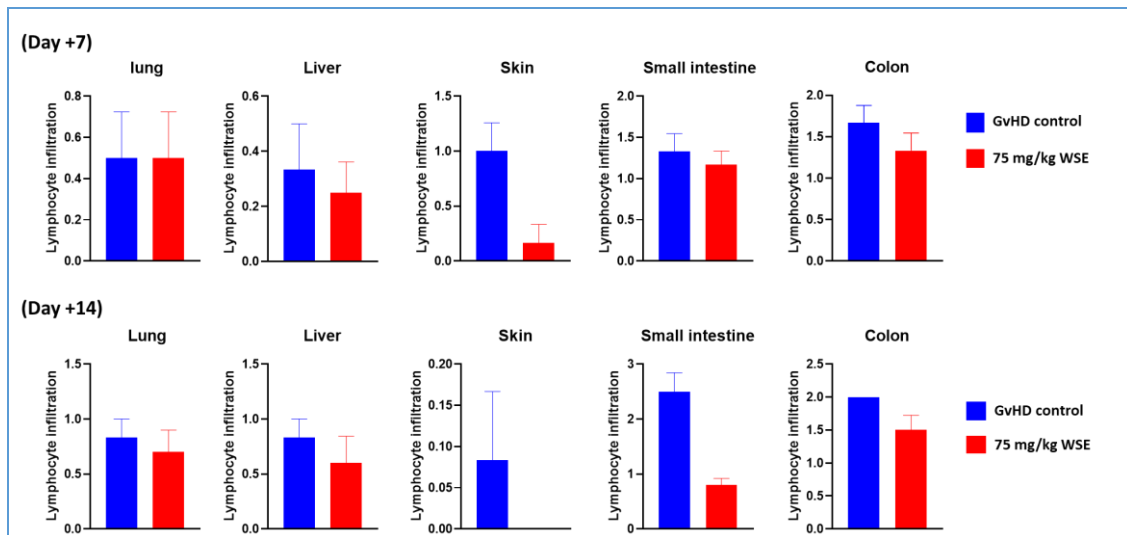 (Day +7)
lung
Liver
Skin
Small intestine
Colon
Lymphocyte infiltration
0.8
0.6
0.4
0.2
0.0
Lymphocyte infiltration
0.6
0.4
0.2
0.0
Lymphocyte infiltration
1.5
1.0
0.5
0.0
Lymphocyte infiltration
2.0
1.5
1.0
0.5
0.0
Lymphocyte infiltration
2.0
1.5
1.0
0.5
0.0
GvHD control
75 mg/kg WSE
(Day +14)
Lung
Liver
Skin
Small intestine
Colon
Lymphocyte infiltration
1.5
1.0
0.5
0.0
Lymphocyte infiltration
1.5
1.0
0.5
0.0
Lymphocyte infiltration
0.20
0.15
0.10
0.05
0.00
Lymphocyte infiltration
3
2
1
0
Lymphocyte infiltration
2.5
2.0
1.5
1.0
0.5
0.0
GvHD control
75 mg/kg WSE